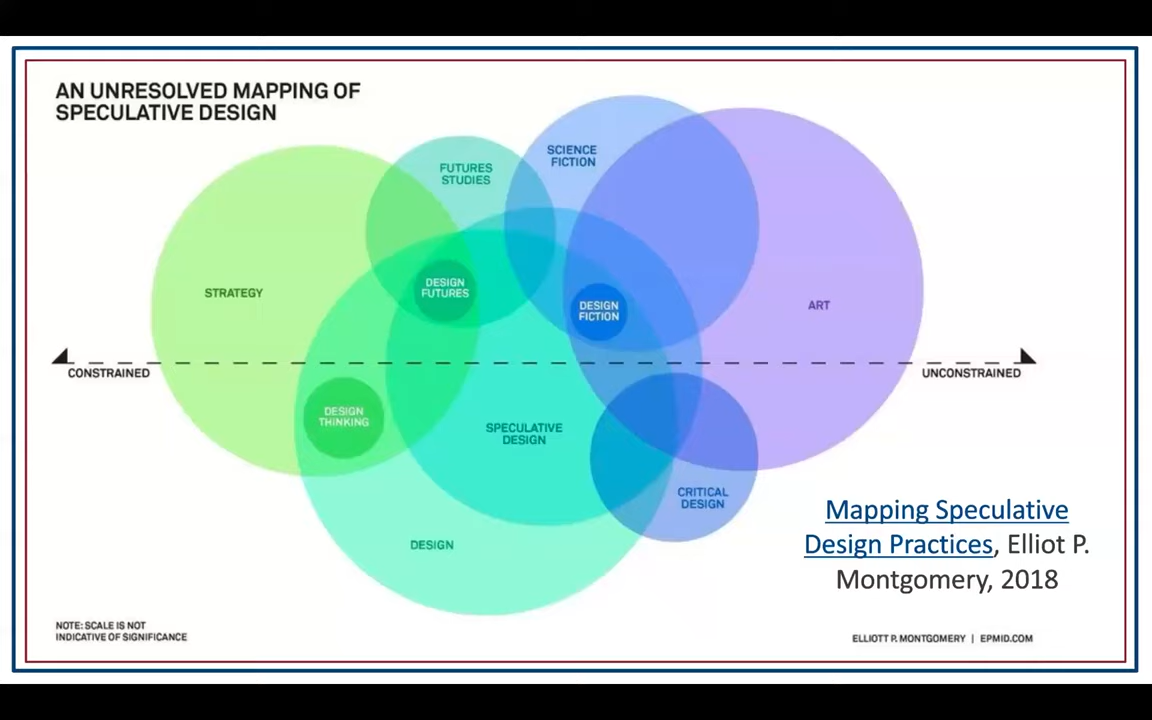 AN UNRESOLVED MAPPING OF
SPECULATIVE DESIGN
SCIENCE
FICTION
FUTURES
STUDIES
STRATEGY
DESIGN
FUTURES
DESIGN
FICTION
ART
CONSTRAINED
UNCONSTRAINED
DESIGN
THINKING
SPECULATIVE
DESIGN
CRITICAL
DESIGN
DESIGN
Mapping Speculative
Design Practices, Elliot P.
Montgomery, 2018
NOTE: SCALE IS NOT
INDICATIVE OF SIGNIFICANCE
ELLIOTT P. MONTGOMERY | EPMID.COM